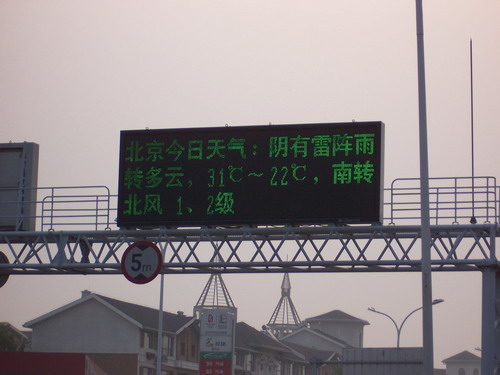 北京今日天气：阴有雷阵雨
转多云，31℃～22℃，南转
北风 1、2级
5m